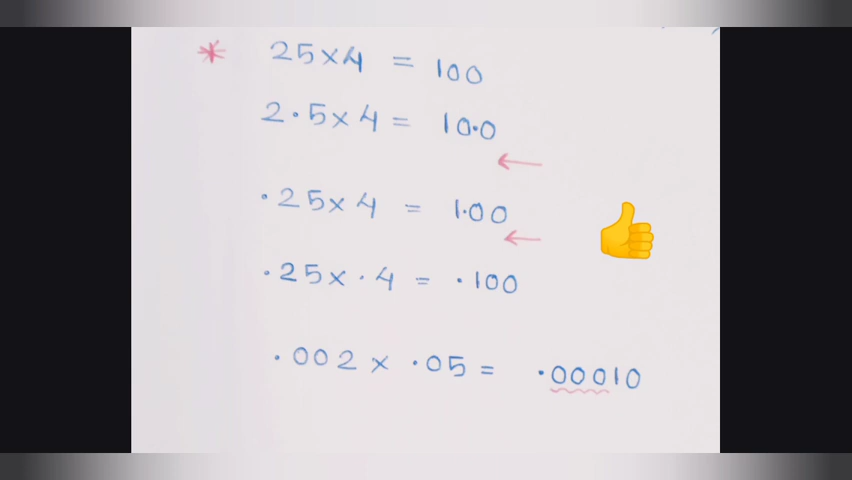 * 25×4 = 100
2.5×4 = 10.0
.25×4 = 1.00
.25×.4 = .100
.002 × .05 = .00010